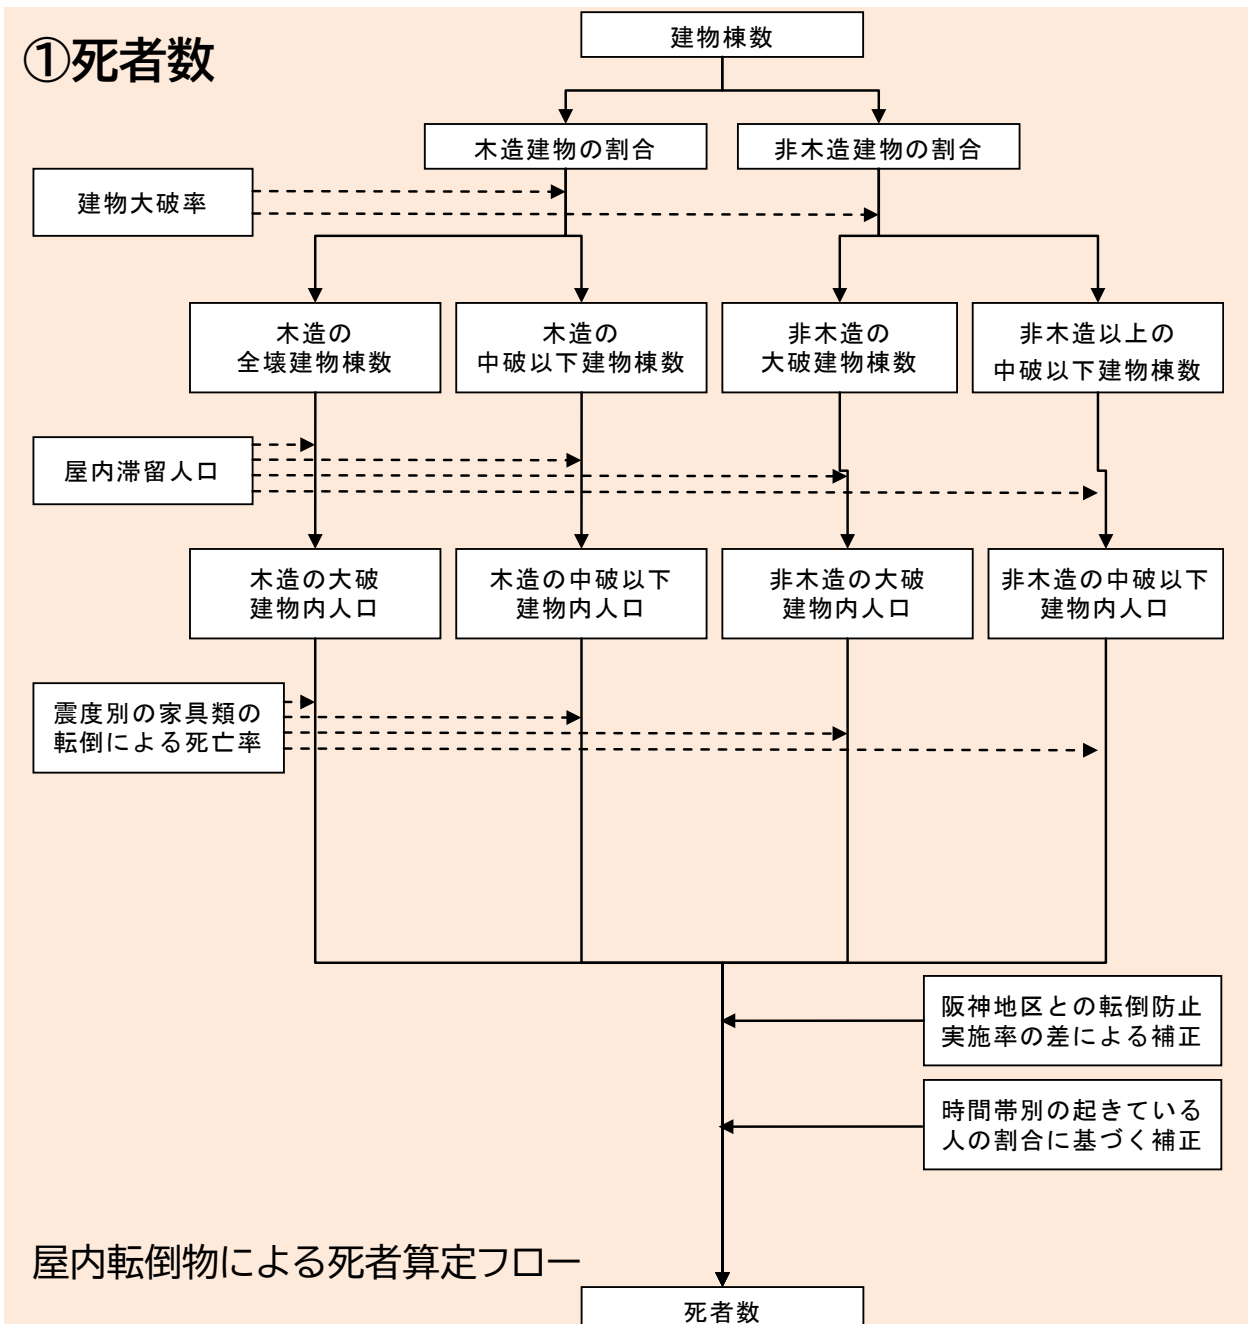 ①死者数
建物棟数
木造建物の割合
非木造建物の割合
建物大破率
木造の
全壊建物棟数
木造の
中破以下建物棟数
非木造の
大破建物棟数
非木造以上の
中破以下建物棟数
屋内滞留人口
木造の大破
建物内人口
木造の中破以下
建物内人口
非木造の大破
建物内人口
非木造の中破以下
建物内人口
震度別の家具類の
転倒による死亡率
阪神地区との転倒防止
実施率の差による補正
時間帯別の起きている
人の割合に基づく補正
屋内転倒物による死者算定フロー
死者数